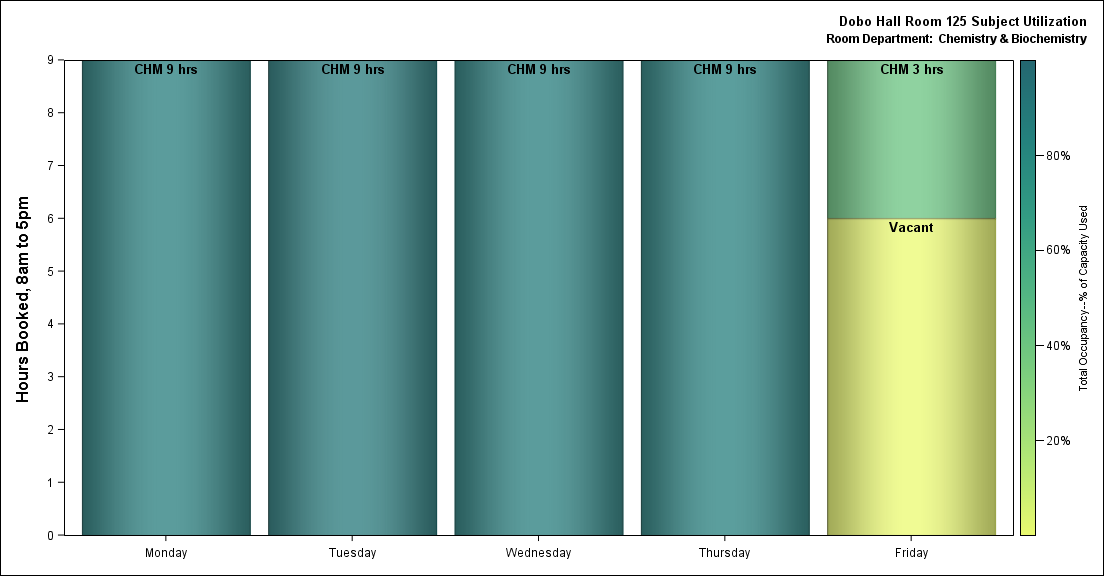 Dobo Hall Room 125 Subject Utilization
Room Department: Chemistry & Biochemistry
Hours Booked, 8am to 5pm
9
8
7
6
5
4
3
2
1
0
CHM 9 hrs
CHM 9 hrs
CHM 9 hrs
CHM 9 hrs
CHM 3 hrs
Vacant
Monday
Tuesday
Wednesday
Thursday
Friday
80%
60%
40%
20%
Total Occupancy--% of Capacity Used